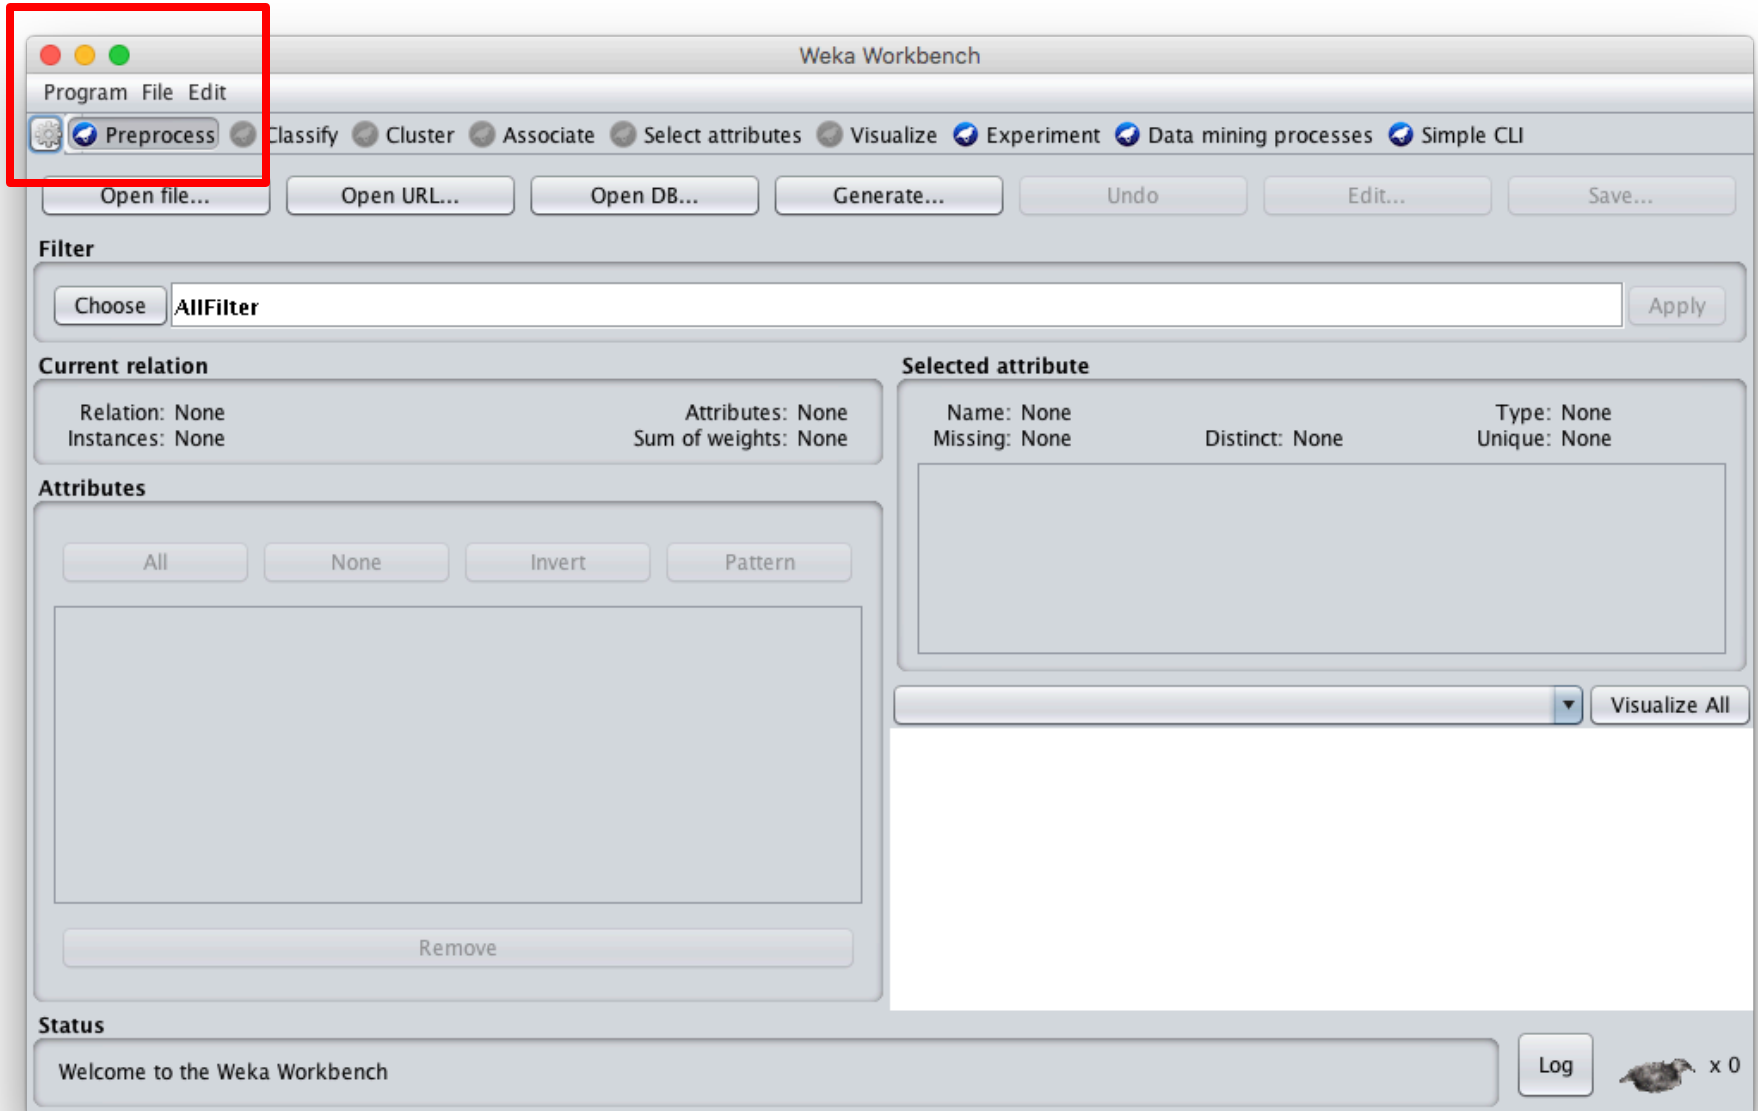 Weka Workbench
Program File Edit
Preprocess Classify Cluster Associate Select attributes Visualize Experiment Data mining processes Simple CLI
Open file... Open URL... Open DB... Generate... Undo Edit... Save...
Filter
Choose AllFilter Apply
Current relation
Relation: None Attributes: None
Instances: None Sum of weights: None
Selected attribute
Name: None Type: None
Missing: None Distinct: None Unique: None
Attributes
All None Invert Pattern
Remove
Visualize All
Status
Welcome to the Weka Workbench
Log x 0